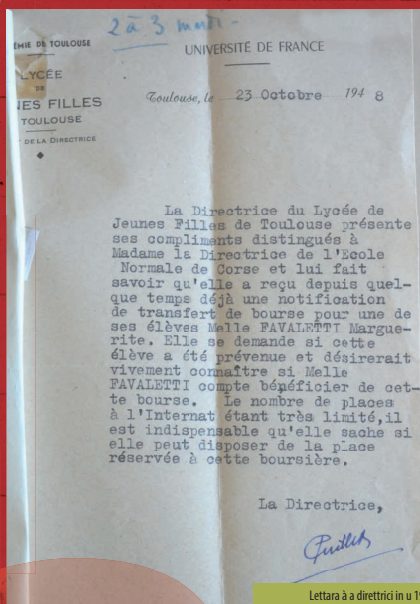 2 à 3 mardi -
ÉMIE DE TOULOUSE
UNIVERSITÉ DE FRANCE
LYCÉE
DE
NES FILLES
TOULOUSE
DE LA DIRECTRICE
Toulouse, le 23 Octobre 194 8
La Directrice du Lycée de
Jeunes Filles de Toulouse présente
ses compliments distingués à
Madame la Directrice de l'Ecole
Normale de Corse et lui fait
savoir qu'elle a reçu depuis quel-
que temps déjà une notification
de transfert de bourse pour une de
ses élèves Melle FAVALETTI Margue-
rite. Elle se demande si cette
élève a été prévenue et désirerait
vivement connaître si Melle
FAVALETTI compte bénéficier de cet-
te bourse. Le nombre de places
à l'Internat étant très limité,il
est indispensable qu'elle sache si
elle peut disposer de la place
réservée à cette boursière.
La Directrice,
Lettara à a direttrici in u 1